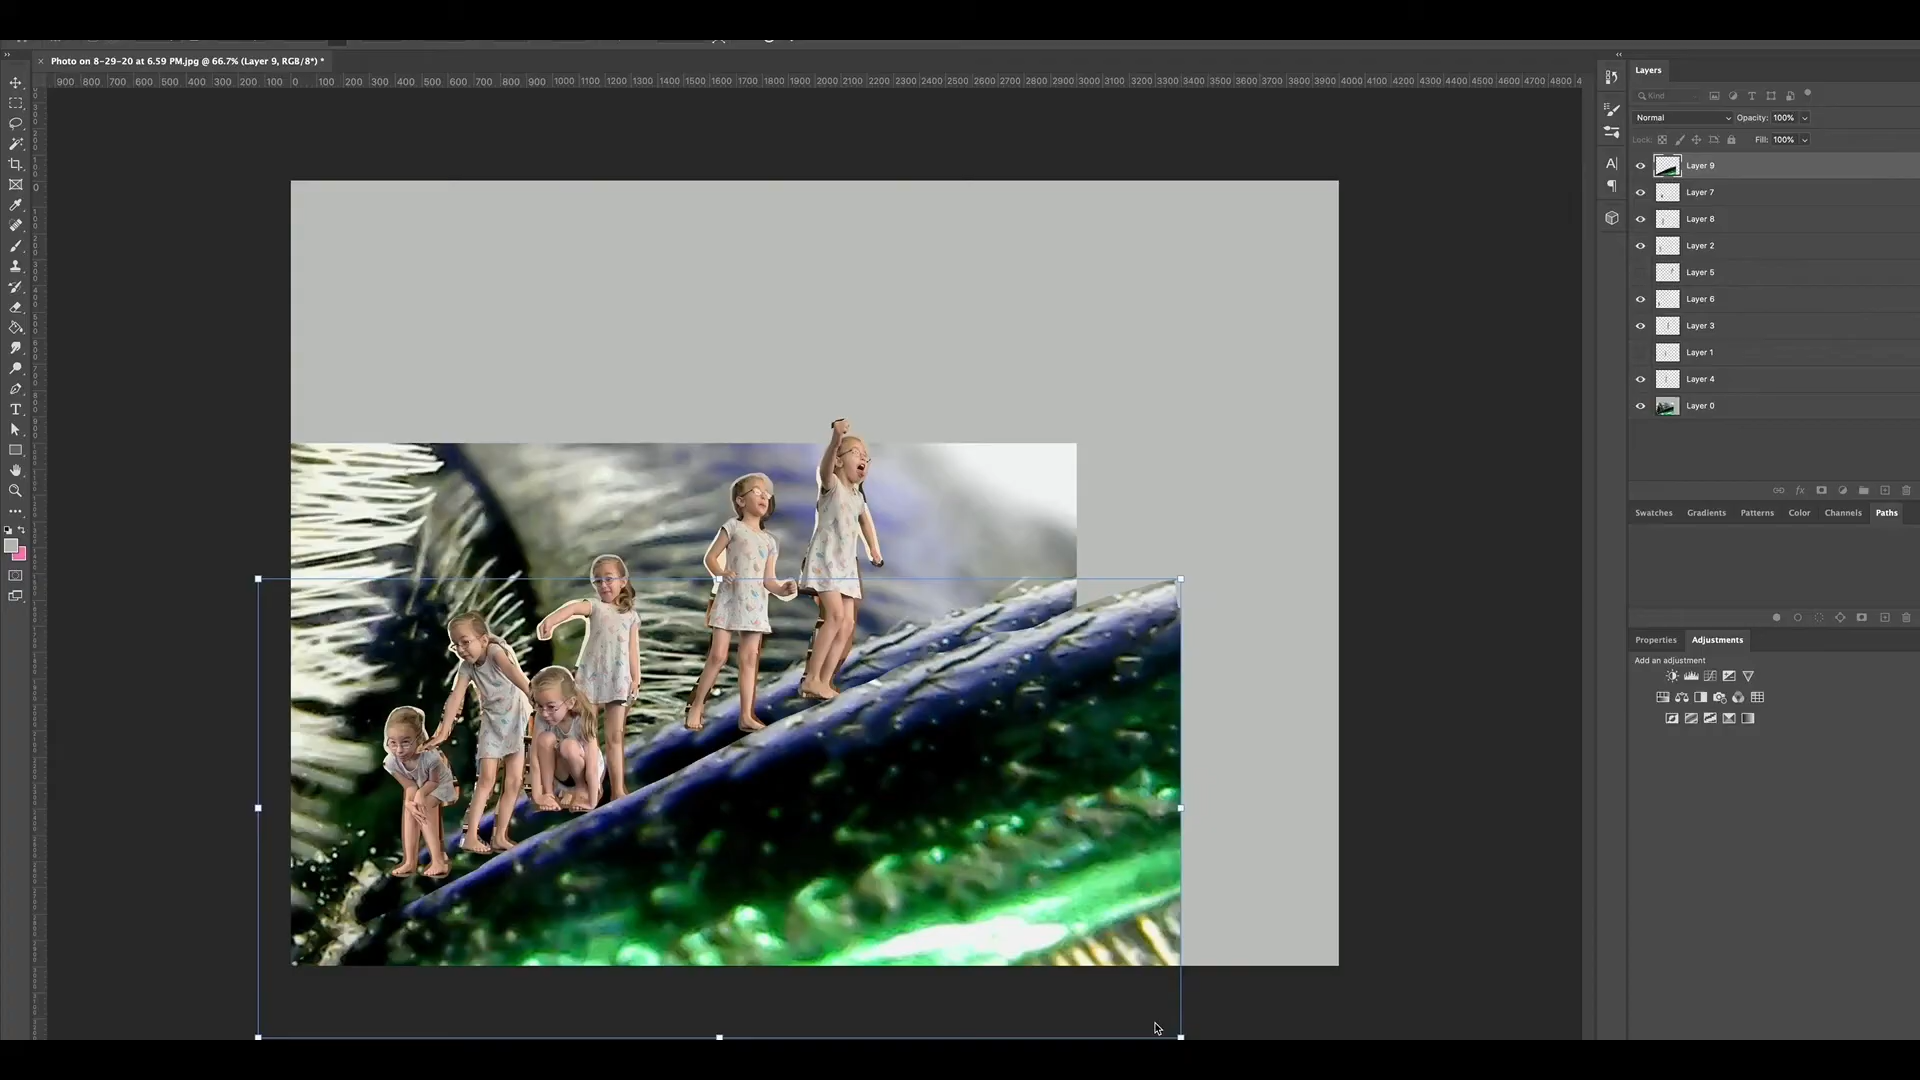 Photo on 8-29-20 at 6.59 PM.jpg @ 66.7% (Layer 9, RGB/8*) *
900 800 700 600 500 400 300 200 100 0 100 200 300 400 500 600 700 800 900 1000 1100 1200 1300 1400 1500 1600 1700 1800 1900 2000 2100 2200 2300 2400 2500 2600 2700 2800 2900 3000 3100 3200 3300 3400 3500 3600 3700 3800 3900 4000 4100 4200 4300 4400 4500 4600 4700 4800 4
Layers
Kind
Normal
Opacity: 100%
Lock:
Fill: 100%
Layer 9
Layer 7
Layer 8
Layer 2
Layer 5
Layer 6
Layer 3
Layer 1
Layer 4
Layer 0
fx
Swatches Gradients Patterns Color Channels Paths
Properties Adjustments
Add an adjustment